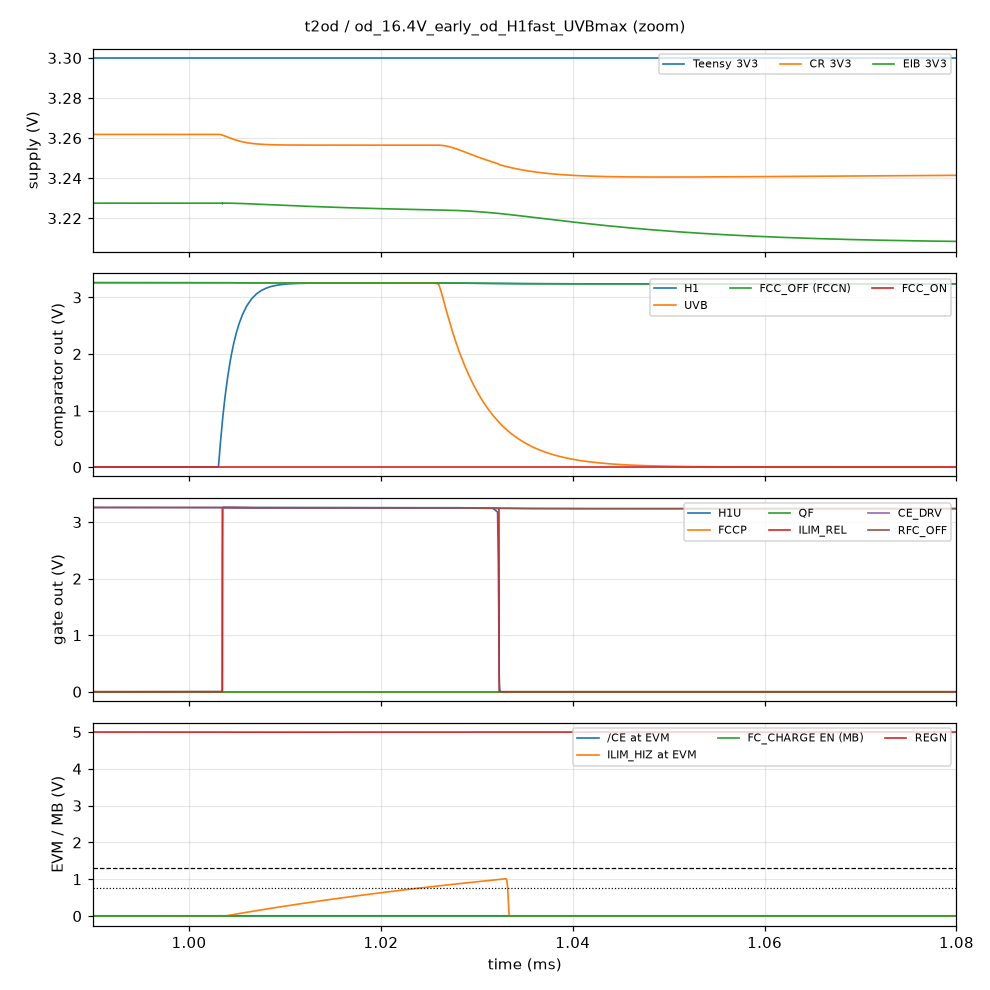 t2od / od_16.4V_early_od_H1fast_UVBmax (zoom)
supply (V)
3.30
3.28
3.26
3.24
3.22
Teensy 3V3 CR 3V3 EIB 3V3
comparator out (V)
3
2
1
0
H1 FCC_OFF (FCCN) FCC_ON
UVB
gate out (V)
3
2
1
0
H1U QF CE_DRV
FCCP ILIM_REL RFC_OFF
EVM / MB (V)
5
4
3
2
1
0
/CE at EVM FC_CHARGE EN (MB) REGN
ILIM_HIZ at EVM
1.00 1.02 1.04 1.06 1.08
time (ms)